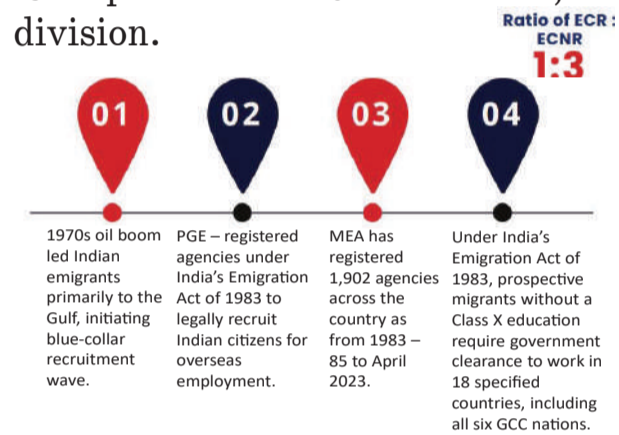 division.
Ratio of ECR :
ECNR
1:3
01
02
03
04
1970s oil boom
led Indian
emigrants
primarily to the
Gulf, initiating
blue-collar
recruitment
wave.
PGE – registered
agencies under
India's Emigration
Act of 1983 to
legally recruit
Indian citizens for
overseas
employment.
MEA has
registered
1,902 agencies
across the
country as
from 1983 –
85 to April
2023.
Under India's
Emigration Act of
1983, prospective
migrants without a
Class X education
require government
clearance to work in
18 specified
countries, including
all six GCC nations.